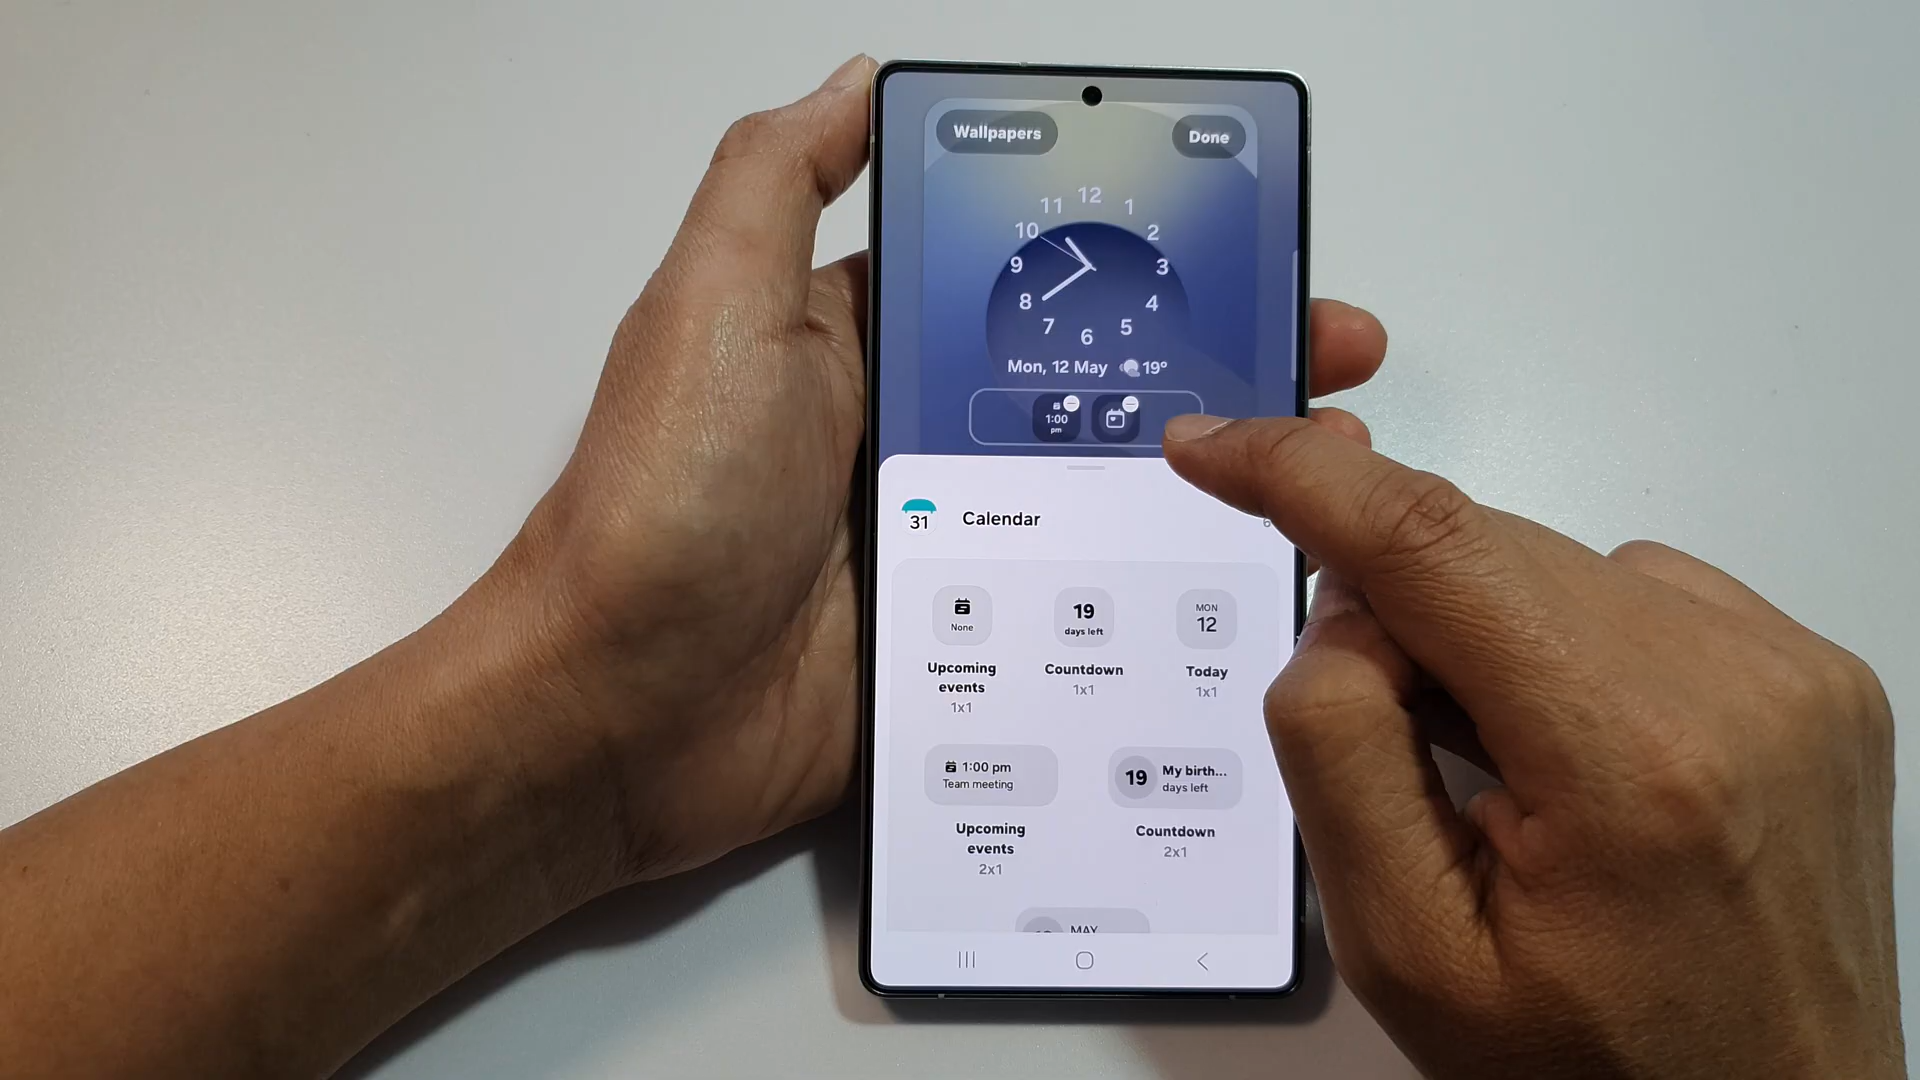 Wallpapers
Done
12
11
1
10
2
9
3
8
4
7
5
6
Mon, 12 May 19°
1:00
pm
31
Calendar
6
None
19
days left
MON
12
Upcoming
events
1x1
Countdown
1x1
Today
1x1
1:00 pm
Team meeting
19
My birth...
days left
Upcoming
events
2x1
Countdown
2x1
MAY